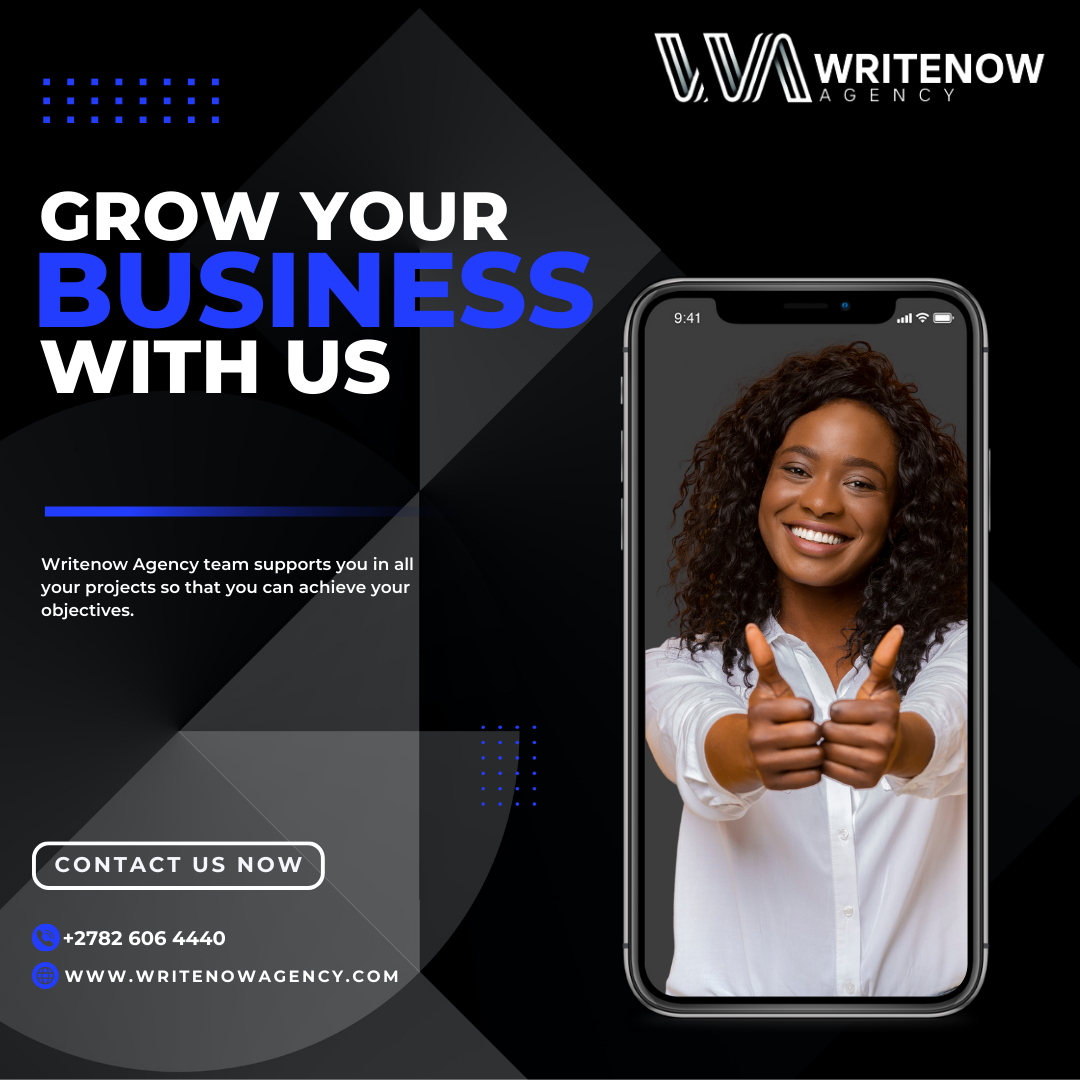 WRITENOW
AGENCY
GROW YOUR
BUSINESS
WITH US
9:41
Writenow Agency team supports you in all
your projects so that you can achieve your
objectives.
CONTACT US NOW
+2782 606 4440
WWW.WRITENOWAGENCY.COM